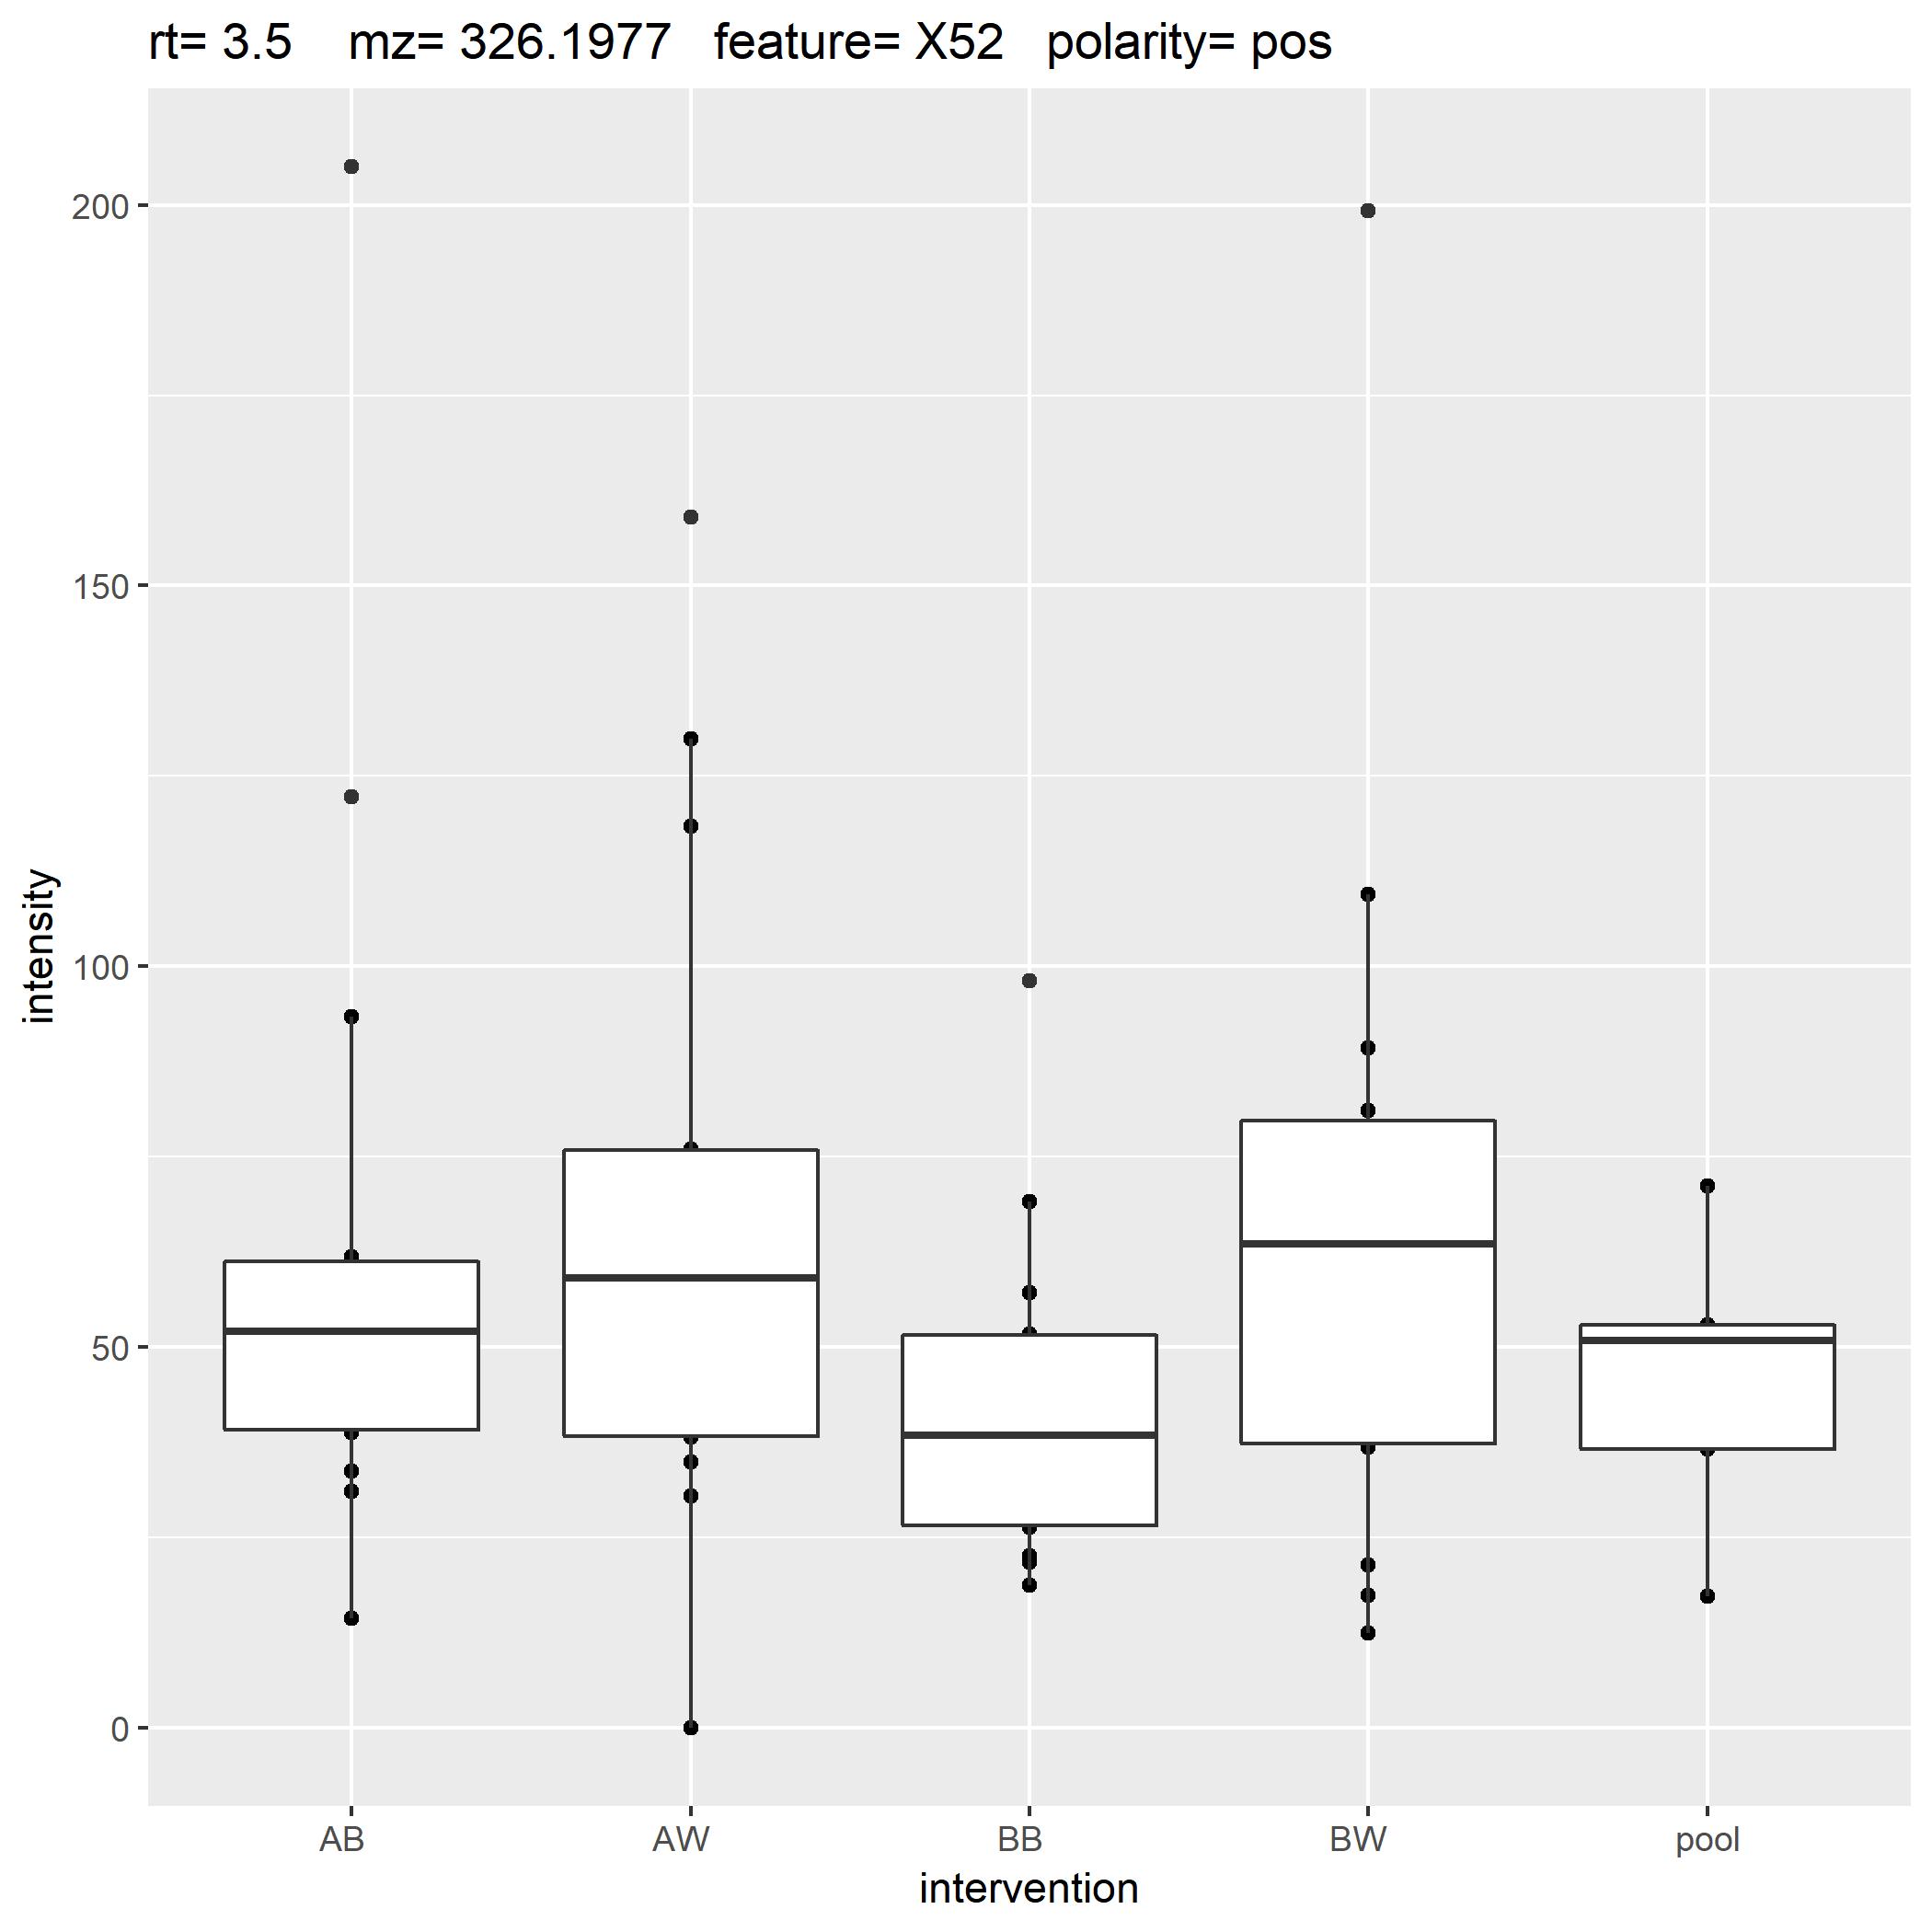 rt= 3.5 mz= 326.1977 feature= X52 polarity= pos
200
150
100
50
0
intensity
AB AW BB BW pool
intervention